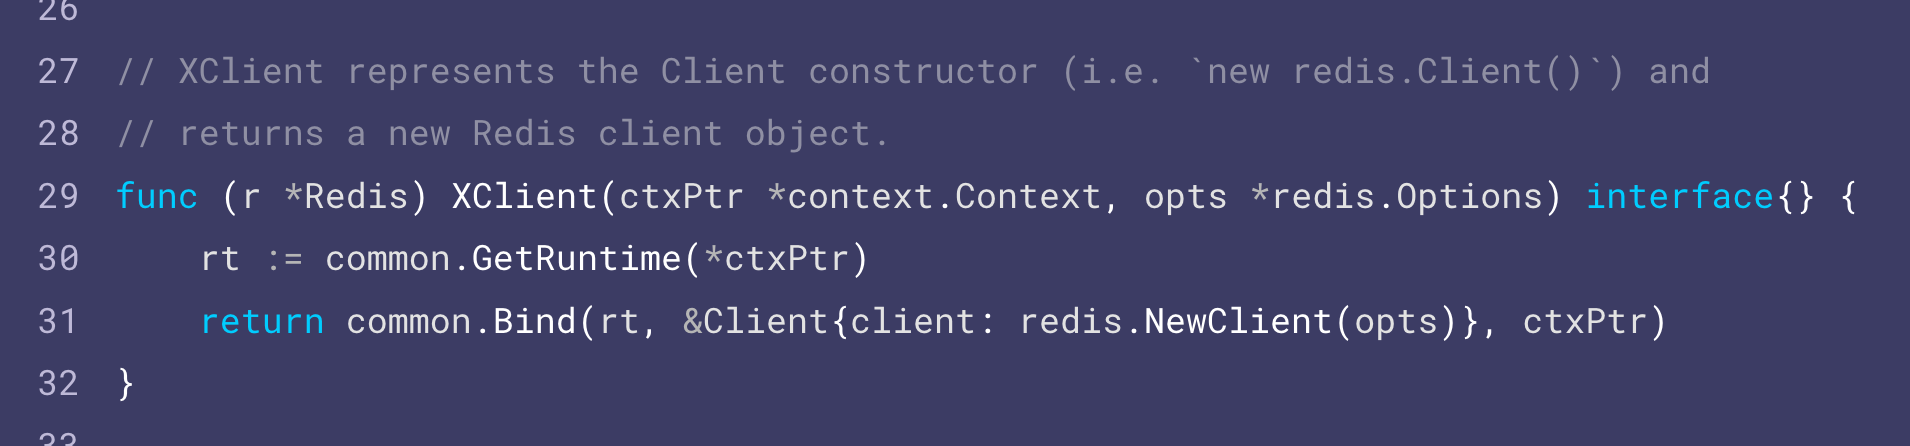 26
27 // XClient represents the Client constructor (i.e. `new redis.Client()`) and
28 // returns a new Redis client object.
29 func (r *Redis) XClient(ctxPtr *context.Context, opts *redis.Options) interface{} {
30     rt := common.GetRuntime(*ctxPtr)
31     return common.Bind(rt, &Client{client: redis.NewClient(opts)}, ctxPtr)
32 }
33